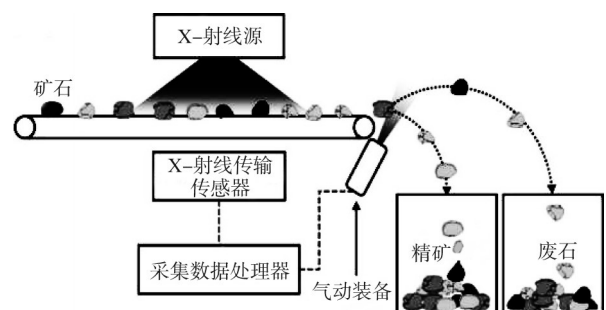 X-射线源
矿石
X-射线传输
传感器
采集数据处理器
气动装备
精矿
废石